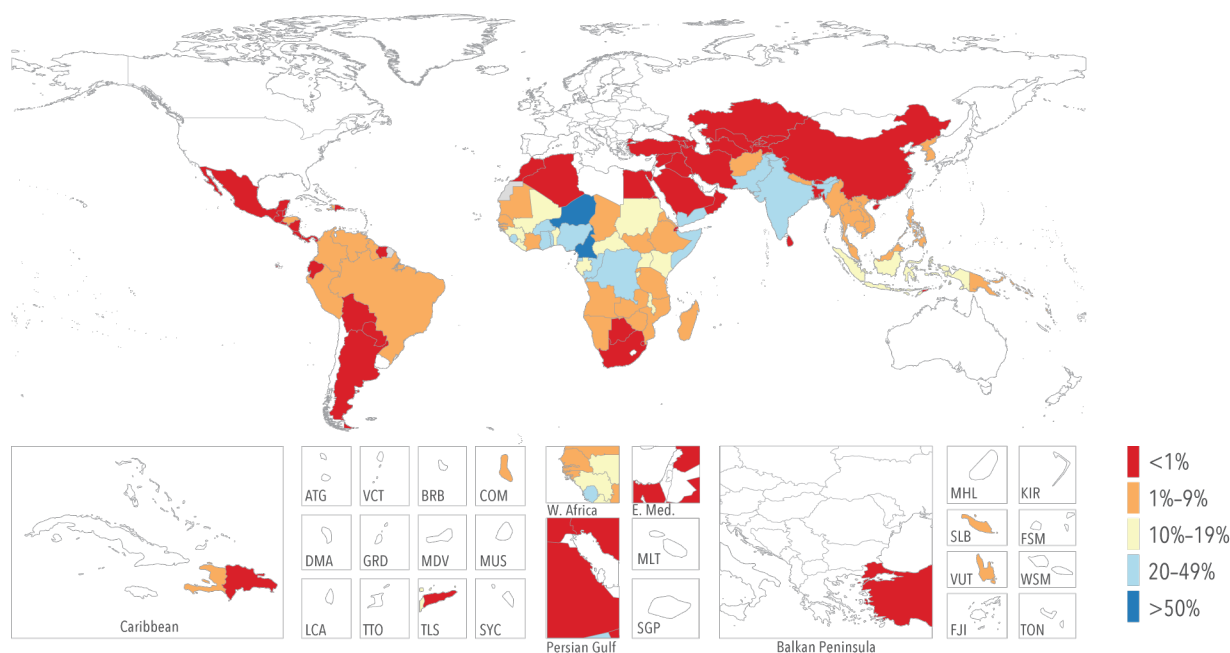 ATG
VCT
BRB
COM
DMA
GRD
MDV
MUS
LCA
TTO
TLS
SYC
Caribbean
W. Africa
E. Med.
Persian Gulf
MLT
SGP
Balkan Peninsula
MHL
KIR
SLB
FSM
VUT
WSM
FJI
TON
<1%
1%–9%
10%–19%
20–49%
>50%